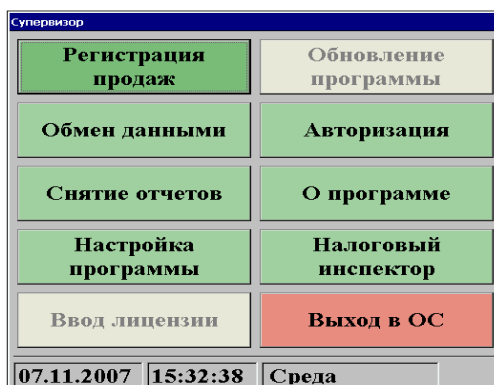 Супервизор
Регистрация
продаж
Обновление
программы
Обмен данными
Авторизация
Снятие отчетов
О программе
Настройка
программы
Налоговый
инспектор
Ввод лицензии
Выход в ОС
07.11.2007 15:32:38 Среда